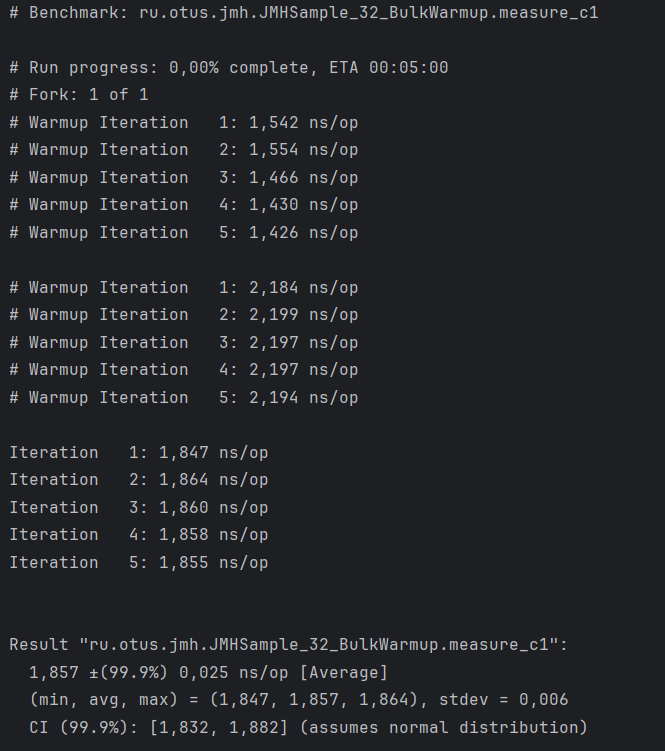 # Benchmark: ru.otus.jmh.JMHSample_32_BulkWarmup.measure_c1
# Run progress: 0,00% complete, ETA 00:05:00
# Fork: 1 of 1
# Warmup Iteration   1: 1,542 ns/op
# Warmup Iteration   2: 1,554 ns/op
# Warmup Iteration   3: 1,466 ns/op
# Warmup Iteration   4: 1,430 ns/op
# Warmup Iteration   5: 1,426 ns/op
# Warmup Iteration   1: 2,184 ns/op
# Warmup Iteration   2: 2,199 ns/op
# Warmup Iteration   3: 2,197 ns/op
# Warmup Iteration   4: 2,197 ns/op
# Warmup Iteration   5: 2,194 ns/op
Iteration   1: 1,847 ns/op
Iteration   2: 1,864 ns/op
Iteration   3: 1,860 ns/op
Iteration   4: 1,858 ns/op
Iteration   5: 1,855 ns/op
Result "ru.otus.jmh.JMHSample_32_BulkWarmup.measure_c1":
  1,857 ±(99.9%) 0,025 ns/op [Average]
  (min, avg, max) = (1,847, 1,857, 1,864), stdev = 0,006
  CI (99.9%): [1,832, 1,882] (assumes normal distribution)